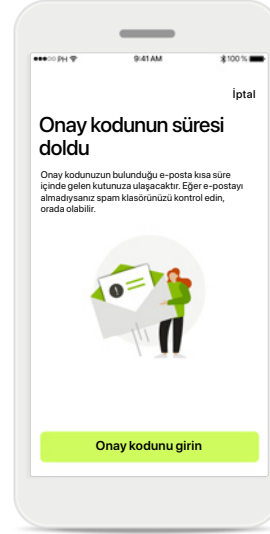 PH 9:41 AM 100 %
İptal
Onay kodunun süresi
doldu
Onay kodunuzun bulunduğu e-posta kısa süre
içinde gelen kutunuza ulaşacaktır. Eğer e-postayı
almadıysanız spam klasörünüzü kontrol edin,
orada olabilir.
Onay kodunu girin